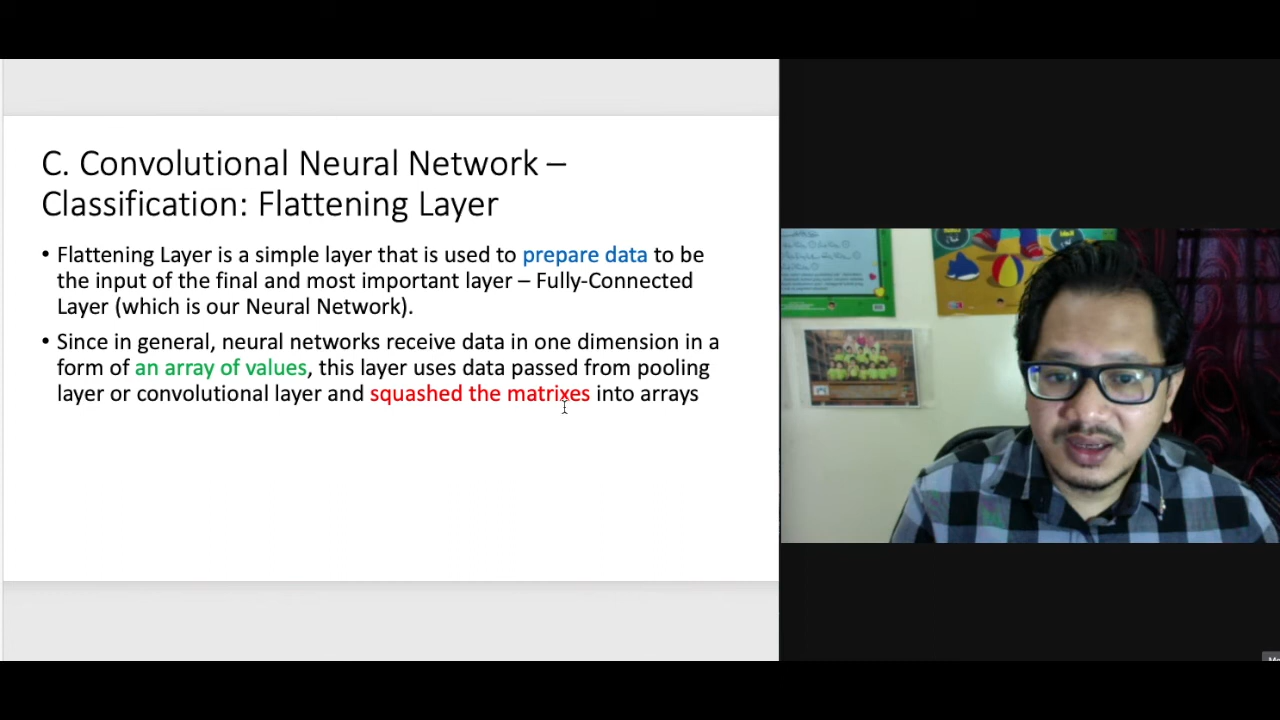 C. Convolutional Neural Network –
Classification: Flattening Layer
• Flattening Layer is a simple layer that is used to prepare data to be
the input of the final and most important layer – Fully-Connected
Layer (which is our Neural Network).
• Since in general, neural networks receive data in one dimension in a
form of an array of values, this layer uses data passed from pooling
layer or convolutional layer and squashed the matrixes into arrays